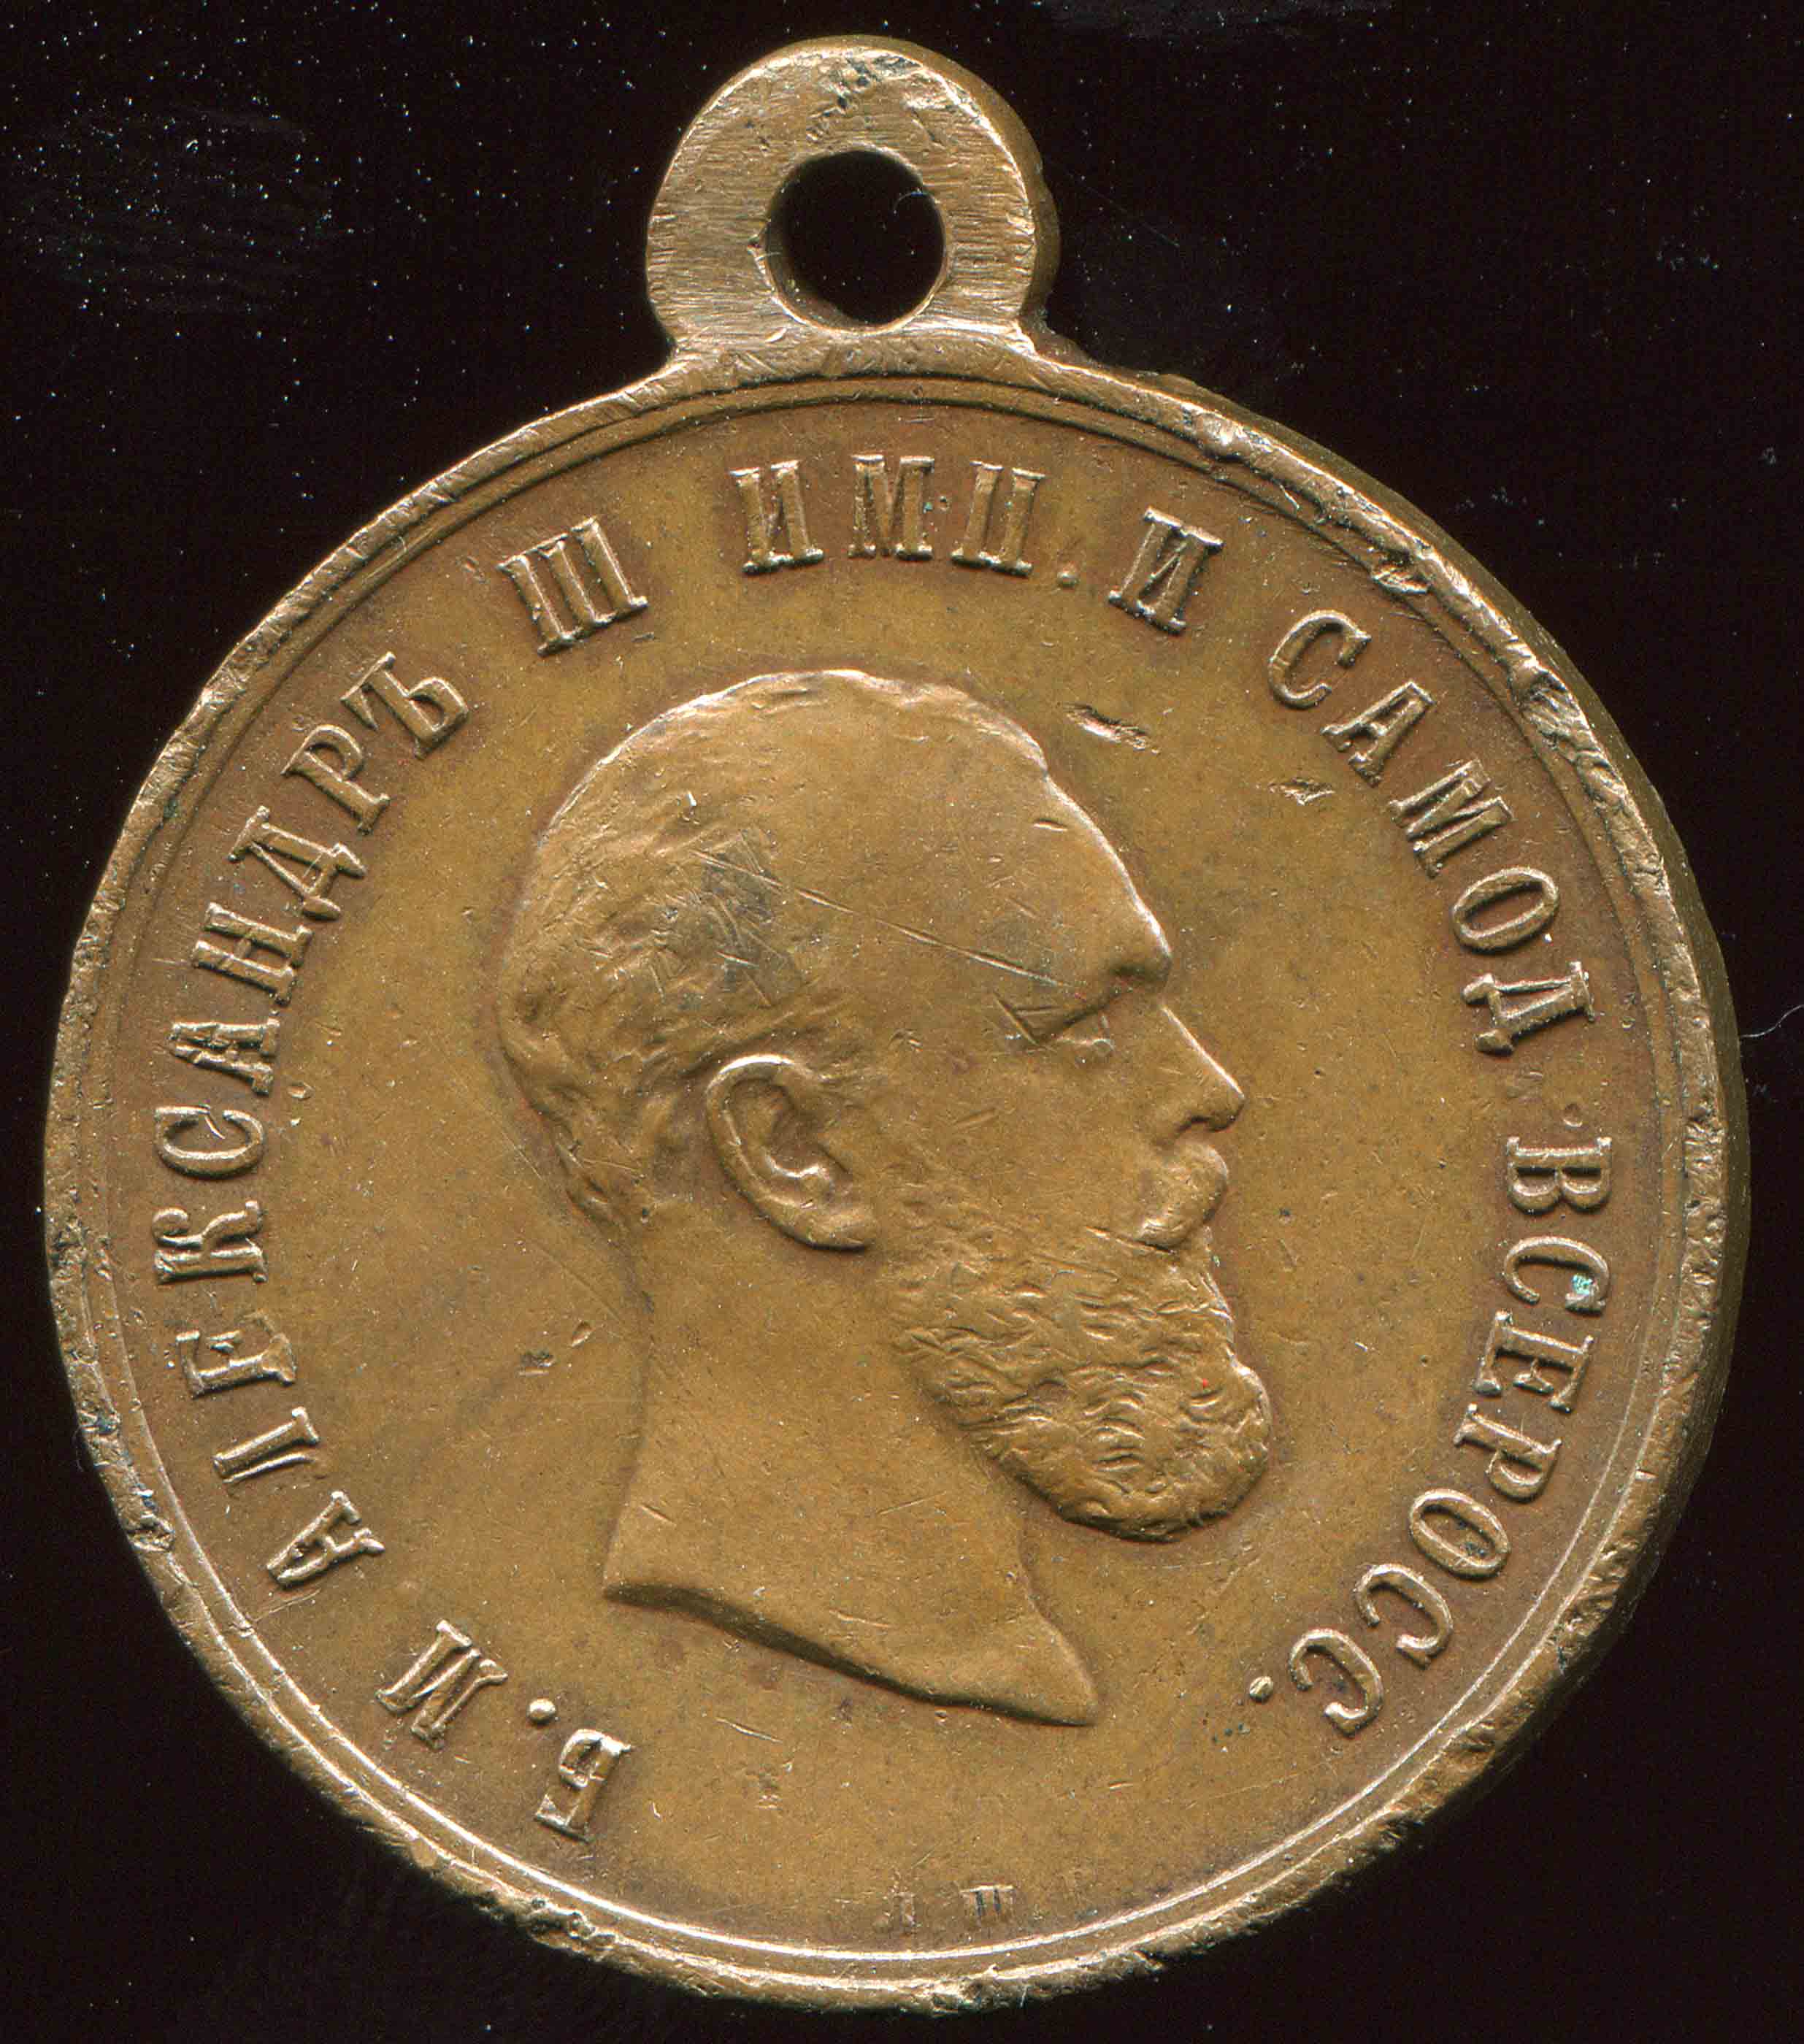 Б. М АЛЕКСАНДРЪ III ИМП. И САМОД. ВСЕРОСС.